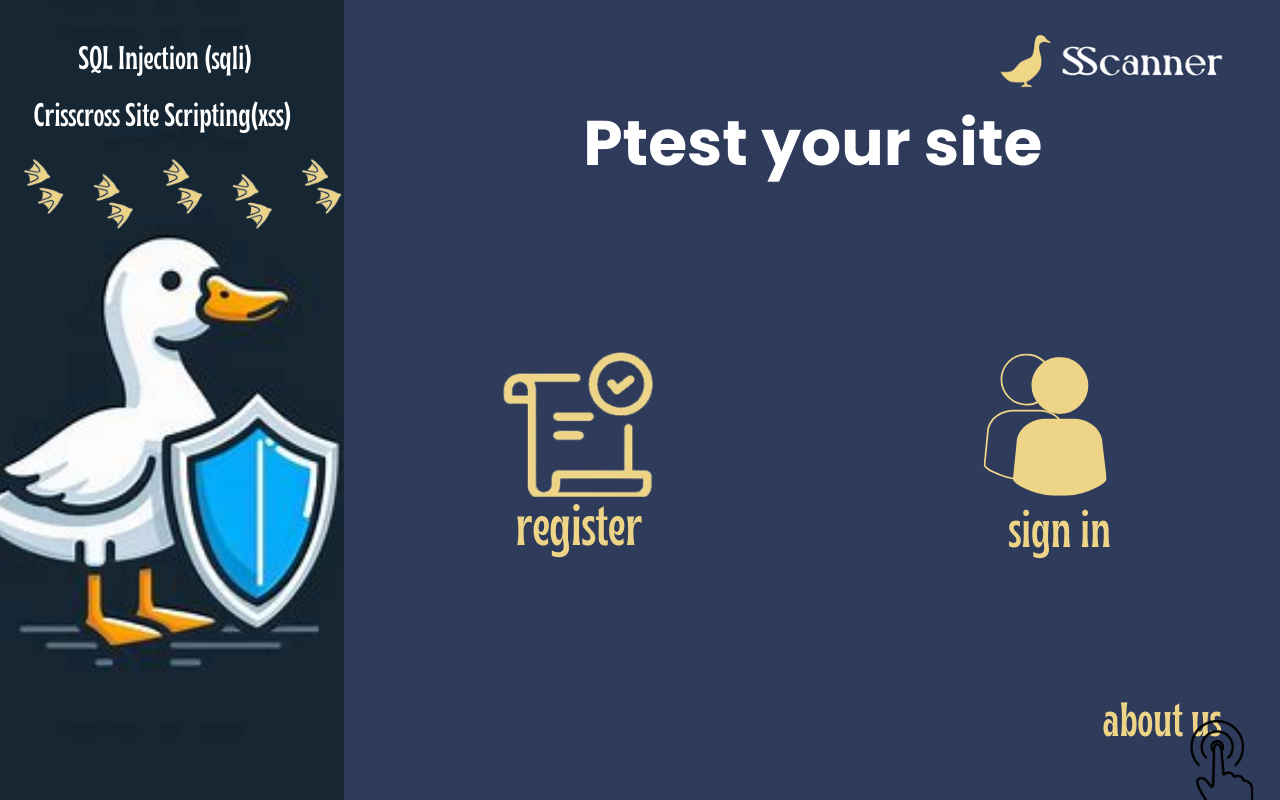 SQL Injection (sqli)
Crisscross Site Scripting(xss)
SScanner
Ptest your site
register
sign in
about us